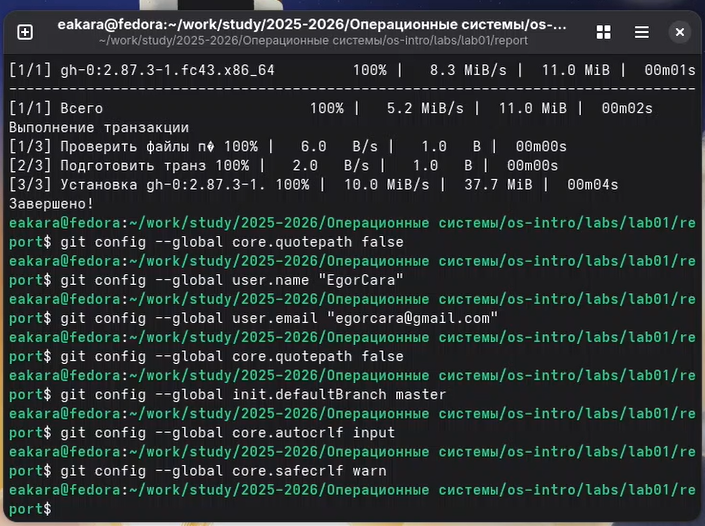 eakara@fedora:~/work/study/2025-2026/Операционные системы/os-...
~/work/study/2025-2026/Операционные системы/os-intro/labs/lab01/report
[1/1] gh-0:2.87.3-1.fc43.x86_64 100% | 8.3 MiB/s | 11.0 MiB | 00m01s
--------------------------------------------------------------------------------
[1/1] Всего 100% | 5.2 MiB/s | 11.0 MiB | 00m02s
Выполнение транзакции
[1/3] Проверить файлы п� 100% | 6.0 B/s | 1.0 B | 00m00s
[2/3] Подготовить транз 100% | 2.0 B/s | 1.0 B | 00m00s
[3/3] Установка gh-0:2.87.3-1. 100% | 10.0 MiB/s | 37.7 MiB | 00m04s
Завершено!
eakara@fedora:~/work/study/2025-2026/Операционные системы/os-intro/labs/lab01/re
port$ git config --global core.quotepath false
eakara@fedora:~/work/study/2025-2026/Операционные системы/os-intro/labs/lab01/re
port$ git config --global user.name "EgorCara"
eakara@fedora:~/work/study/2025-2026/Операционные системы/os-intro/labs/lab01/re
port$ git config --global user.email "egorcara@gmail.com"
eakara@fedora:~/work/study/2025-2026/Операционные системы/os-intro/labs/lab01/re
port$ git config --global core.quotepath false
eakara@fedora:~/work/study/2025-2026/Операционные системы/os-intro/labs/lab01/re
port$ git config --global init.defaultBranch master
eakara@fedora:~/work/study/2025-2026/Операционные системы/os-intro/labs/lab01/re
port$ git config --global core.autocrlf input
eakara@fedora:~/work/study/2025-2026/Операционные системы/os-intro/labs/lab01/re
port$ git config --global core.safecrlf warn
eakara@fedora:~/work/study/2025-2026/Операционные системы/os-intro/labs/lab01/re
port$